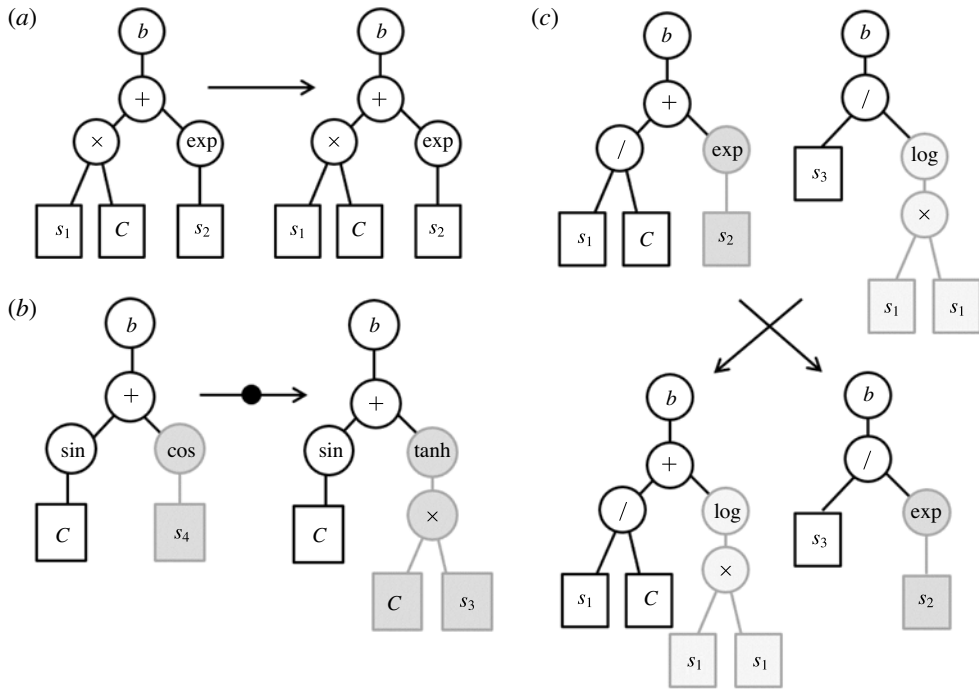 (a)
b b
+ +
× exp × exp
s₁ C s₂ s₁ C s₂
(b)
b b
+ +
sin cos sin tanh
C s₄ C ×
C s₃
(c)
b b
+ /
/ exp s₃ log
s₁ C s₂ ×
s₁ s₁
b b
+ /
/ log s₃ exp
s₁ C × s₂
s₁ s₁